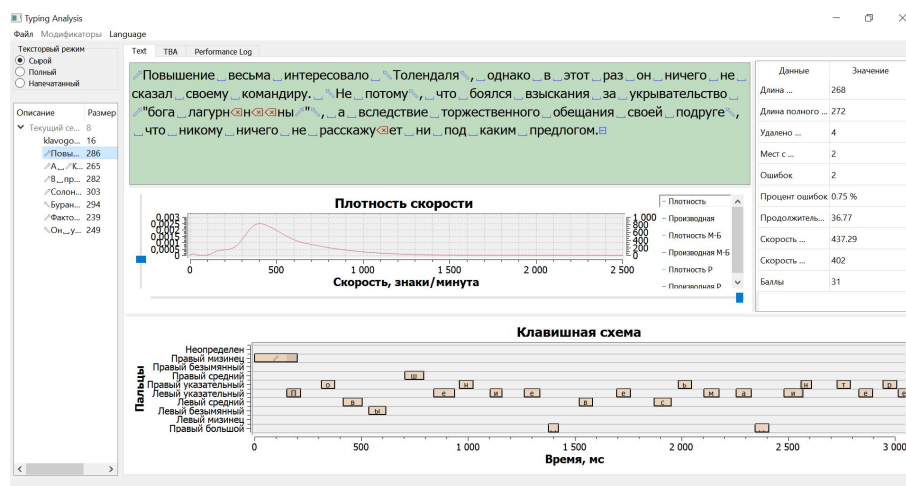 Typing Analysis
Файл Модификаторы Language
Текстовый режим
Сырой
Полный
Напечатанный
Описание Размер
Текущий се... 8
klavogo... 16
Повы... 286
А␣К... 265
В␣пр... 282
Солон... 303
Буран... 294
Факто... 239
Он␣у... 249
Text TBA Performance Log
Повышение␣весьма␣интересовало␣Толендаля,␣однако␣в␣этот␣раз␣он␣ничего␣не␣
сказал␣своему␣командиру.␣Не␣потому,␣что␣боялся␣взыскания␣за␣укрывательство␣
"бога␣лагурннны",␣а␣вследствие␣торжественного␣обещания␣своей␣подруге,
␣что␣никому␣ничего␣не␣расскажует␣ни␣под␣каким␣предлогом.
Данные Значение
Длина ... 268
Длина полного ... 272
Удалено 4
Мест с ... 2
Ошибок 2
Процент ошибок 0.75 %
Продолжитель... 36.77
Скорость ... 437.29
Скорость ... 402
Баллы 31
Плотность скорости
0,003
0,0025
0,002
0,0015
0,001
0,0005
0
1 000
800
600
400
200
0
0 500 1 000 1 500 2 000 2 500
Скорость, знаки/минута
Плотность
Производная
Плотность М-Б
Производная М-Б
Плотность Р
Производная Р
Клавишная схема
Пальцы
Неопределен
Правый мизинец
Правый безымянный
Правый средний
Правый указательный
Левый указательный
Левый средний
Левый безымянный
Левый мизинец
Правый большой
ш
о н ь н т р
П е и е е м а и е е
в в с
ы
0 500 1 000 1 500 2 000 2 500 3 000
Время, мс